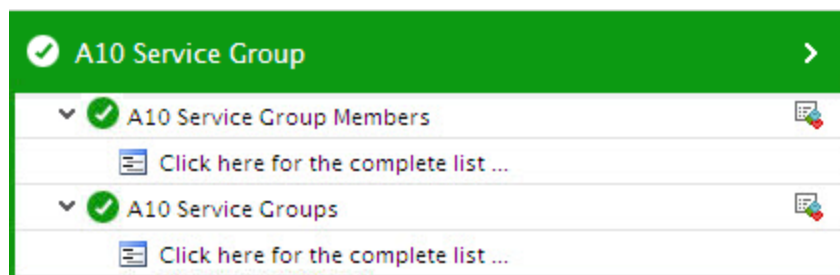 A10 Service Group
A10 Service Group Members
Click here for the complete list ...
A10 Service Groups
Click here for the complete list ...